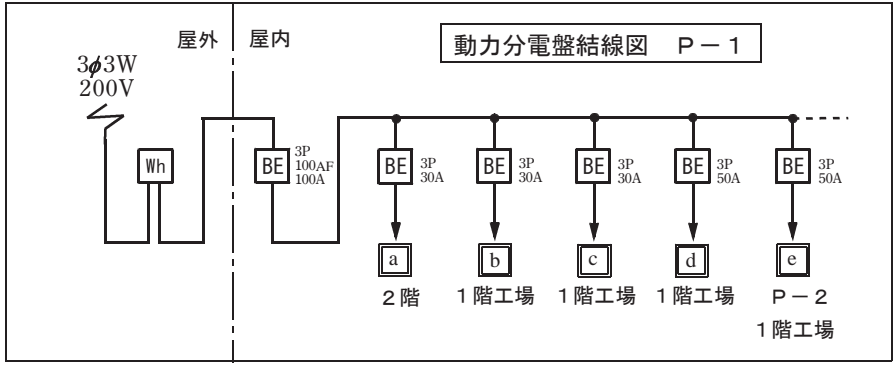 屋外
屋内
動力分電盤結線図 P－1
3φ3W
200V
Wh
BE
3P
100AF
100A
BE
3P
30A
BE
3P
30A
BE
3P
30A
BE
3P
50A
BE
3P
50A
a
b
c
d
e
2階
1階工場
1階工場
1階工場
P－2
1階工場